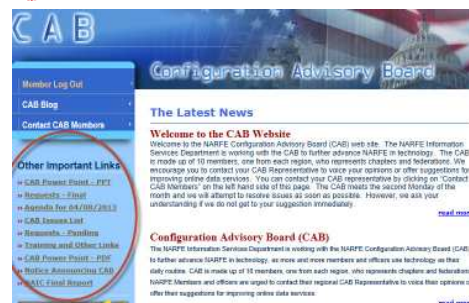 CAB
Configuration Advisory Board
Member Log Out
CAB Blog
Contact CAB Members
Other Important Links
» CAB Power Point - PPT
» Requests - Final
» Agenda for 04/08/2013
» CAB Issues List
» Requests - Pending
» Training and Other Links
» CAB Power Point - PDF
» Notice Announcing CAB
» NAIC Final Report
The Latest News
Welcome to the CAB Website
Welcome to the NARFE Configuration Advisory Board (CAB) web site. The NARFE Information
Services Department is working with the CAB to further advance NARFE in technology. The CAB
is made up of 10 members, one from each region, who represents chapters and federations. We
encourage you to contact your CAB Representative to voice your opinions or offer suggestions for
improving online data services. You can contact your CAB representative by clicking on "Contact
CAB Members" on the left hand side of this page. The CAB meets the second Monday of the
month and we will attempt to resolve issues as soon as possible. However, we ask your
understanding if we do not get to your suggestion immediately.
read more
Configuration Advisory Board (CAB)
The NARFE Information Services Department is working with the NARFE Configuration Advisory Board (CAB)
to further advance NARFE in technology, as more and more members and officers use technology as their
daily routine. CAB is made up of 10 members, one from each region, who represents chapters and federations.
NARFE Members and officers are urged to contact their regional CAB Representative to voice their opinions or
offer their suggestions for improving online data services.
read more